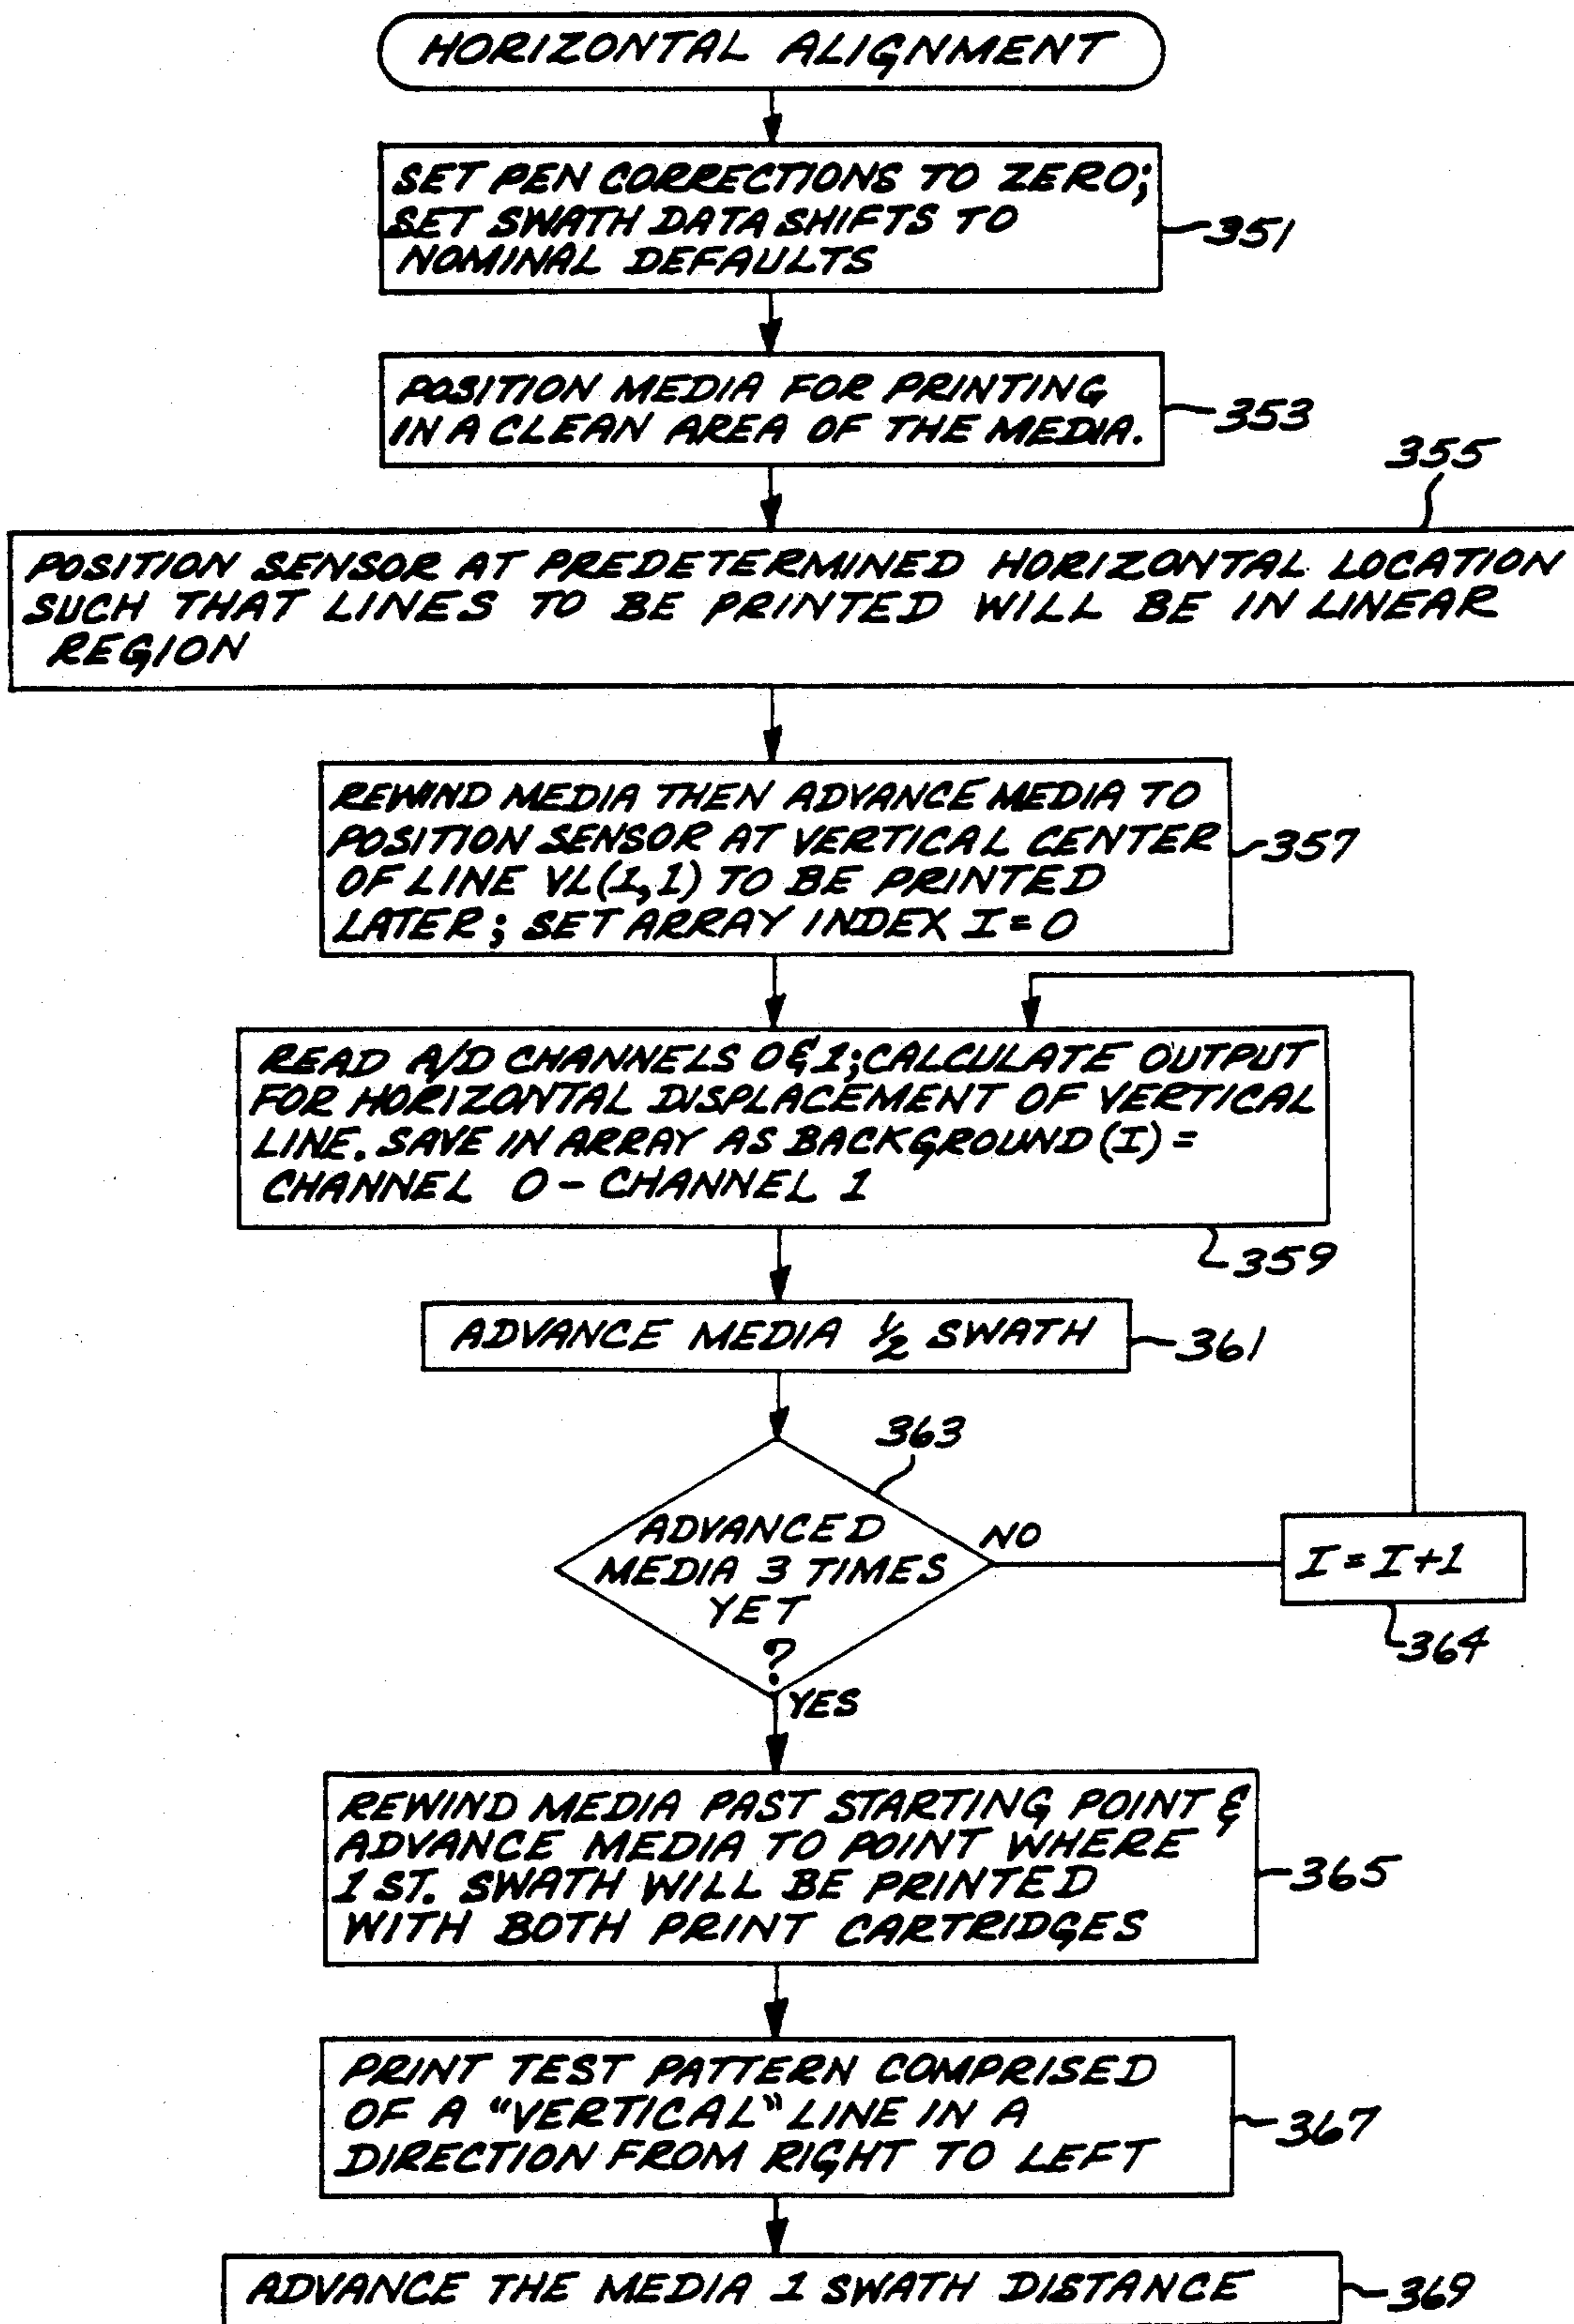 HORIZONTAL ALIGNMENT
SET PEN CORRECTIONS TO ZERO;
SET SWATH DATA SHIFTS TO
NOMINAL DEFAULTS
351
POSITION MEDIA FOR PRINTING
IN A CLEAN AREA OF THE MEDIA.
353
355
POSITION SENSOR AT PREDETERMINED HORIZONTAL LOCATION
SUCH THAT LINES TO BE PRINTED WILL BE IN LINEAR
REGION
REWIND MEDIA THEN ADVANCE MEDIA TO
POSITION SENSOR AT VERTICAL CENTER
OF LINE VL(1,1) TO BE PRINTED
LATER; SET ARRAY INDEX I=0
357
READ A/D CHANNELS 0&1; CALCULATE OUTPUT
FOR HORIZONTAL DISPLACEMENT OF VERTICAL
LINE. SAVE IN ARRAY AS BACKGROUND (I) =
CHANNEL 0 - CHANNEL 1
359
ADVANCE MEDIA 1/2 SWATH
361
363
ADVANCED
MEDIA 3 TIMES
YET
?
NO
I = I+1
364
YES
REWIND MEDIA PAST STARTING POINT &
ADVANCE MEDIA TO POINT WHERE
1 ST. SWATH WILL BE PRINTED
WITH BOTH PRINT CARTRIDGES
365
PRINT TEST PATTERN COMPRISED
OF A "VERTICAL" LINE IN A
DIRECTION FROM RIGHT TO LEFT
367
ADVANCE THE MEDIA 1 SWATH DISTANCE
369